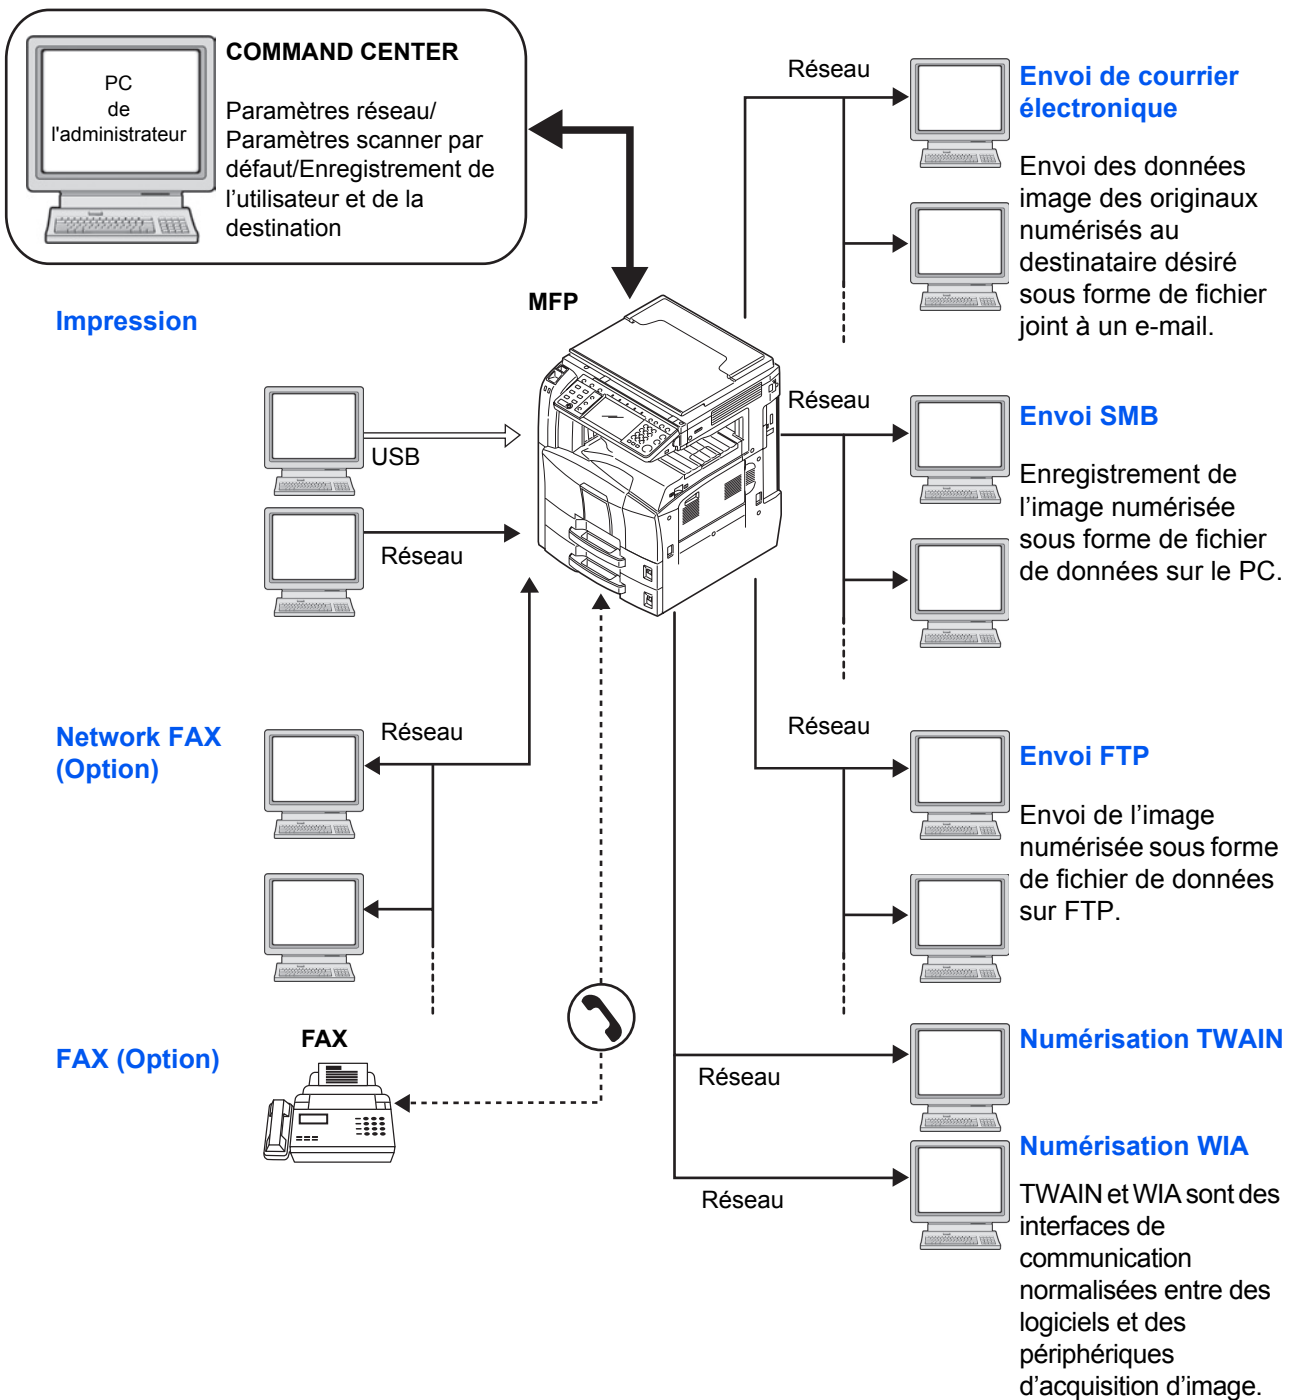 COMMAND CENTER
PC
de
l'administrateur
Paramètres réseau/
Paramètres scanner par
défaut/Enregistrement de
l’utilisateur et de la
destination
Réseau
Envoi de courrier
électronique
Envoi des données
image des originaux
numérisés au
destinataire désiré
sous forme de fichier
joint à un e-mail.
MFP
Impression
USB
Réseau
Réseau
Envoi SMB
Enregistrement de
l’image numérisée
sous forme de fichier
de données sur le PC.
Network FAX
(Option)
Réseau
Réseau
Envoi FTP
Envoi de l’image
numérisée sous forme
de fichier de données
sur FTP.
FAX (Option)
FAX
Réseau
Numérisation TWAIN
Réseau
Numérisation WIA
TWAIN et WIA sont des
interfaces de
communication
normalisées entre des
logiciels et des
périphériques
d’acquisition d’image.